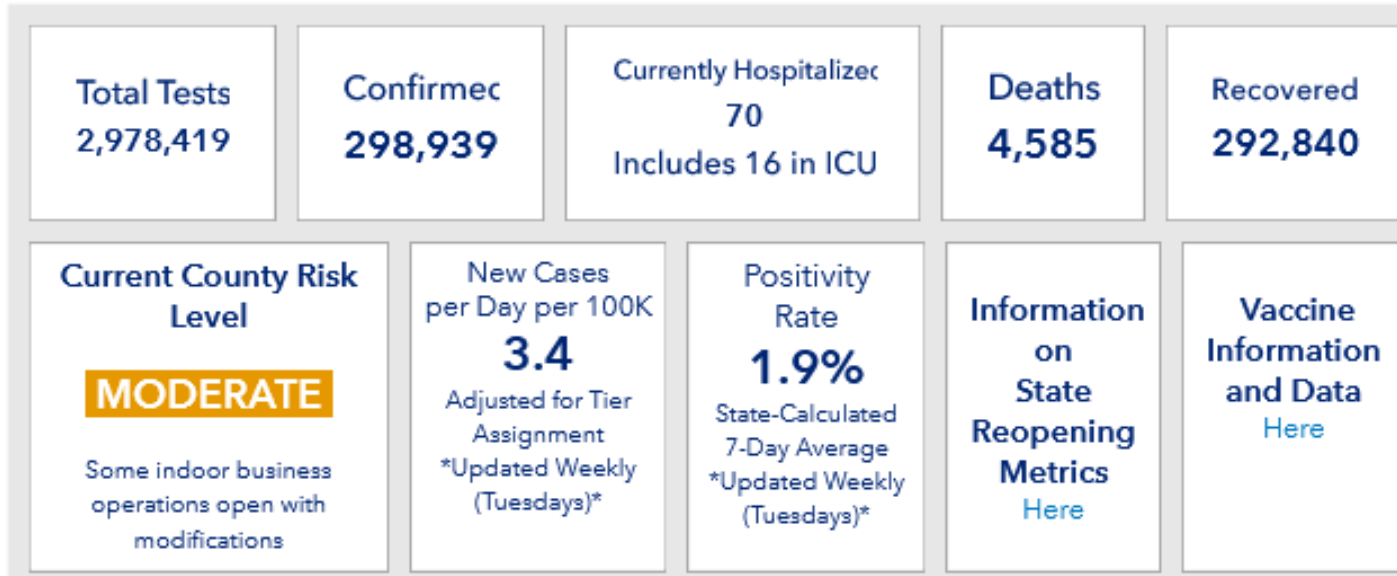 Total Tests
2,978,419
Confirmec
298,939
Currently Hospitalizec
70
Includes 16 in ICU
Deaths
4,585
Recovered
292,840
Current County Risk
Level
MODERATE
Some indoor business
operations open with
modifications
New Cases
per Day per 100K
3.4
Adjusted for Tier
Assignment
*Updated Weekly
(Tuesdays)*
Positivity
Rate
1.9%
State-Calculated
7-Day Average
*Updated Weekly
(Tuesdays)*
Information
on
State
Reopening
Metrics
Here
Vaccine
Information
and Data
Here